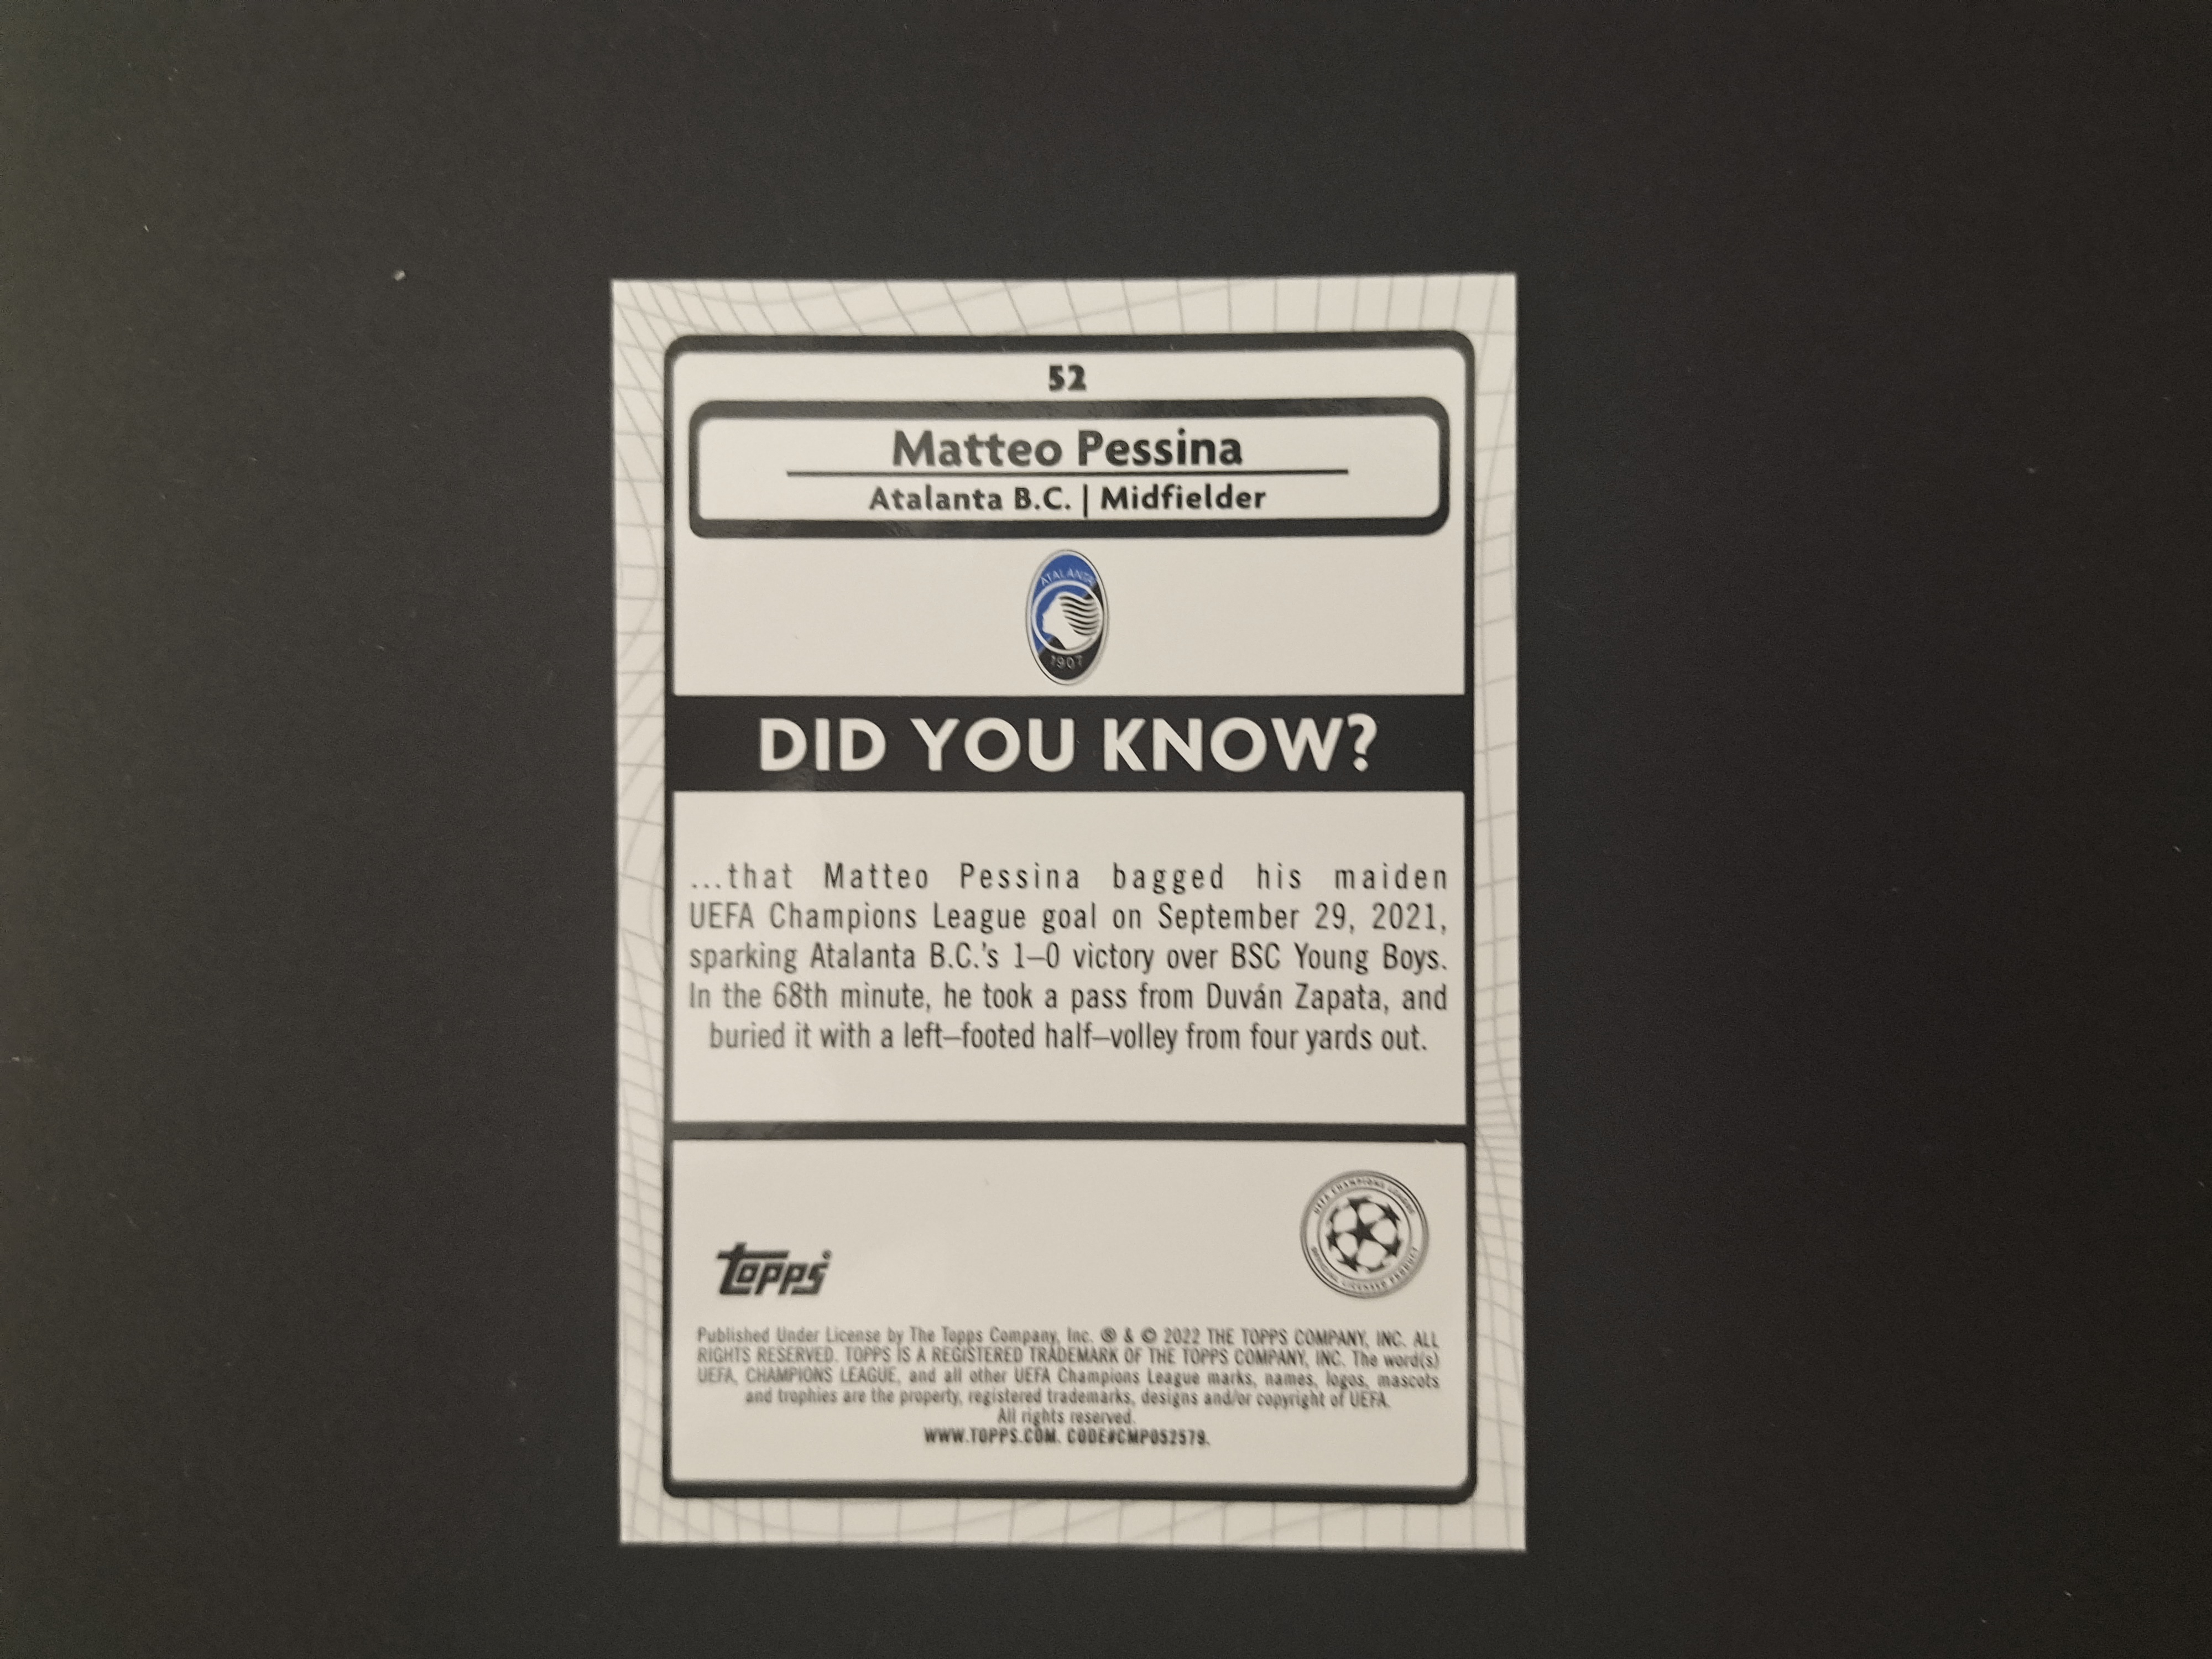 52
Matteo Pessina
Atalanta B.C. | Midfielder
ATALANTA
1907
DID YOU KNOW?
...that Matteo Pessina bagged his maiden
UEFA Champions League goal on September 29, 2021,
sparking Atalanta B.C.'s 1–0 victory over BSC Young Boys.
In the 68th minute, he took a pass from Duván Zapata, and
buried it with a left–footed half–volley from four yards out.
UEFA CHAMPIONS LEAGUE
OFFICIAL LICENSED PRODUCT
topps
Published Under License by The Topps Company, Inc. ® & © 2022 THE TOPPS COMPANY, INC. ALL
RIGHTS RESERVED. TOPPS IS A REGISTERED TRADEMARK OF THE TOPPS COMPANY, INC. The word(s)
UEFA, CHAMPIONS LEAGUE, and all other UEFA Champions League marks, names, logos, mascots
and trophies are the property, registered trademarks, designs and/or copyright of UEFA.
All rights reserved.
WWW.TOPPS.COM. CODE#CMP052579.